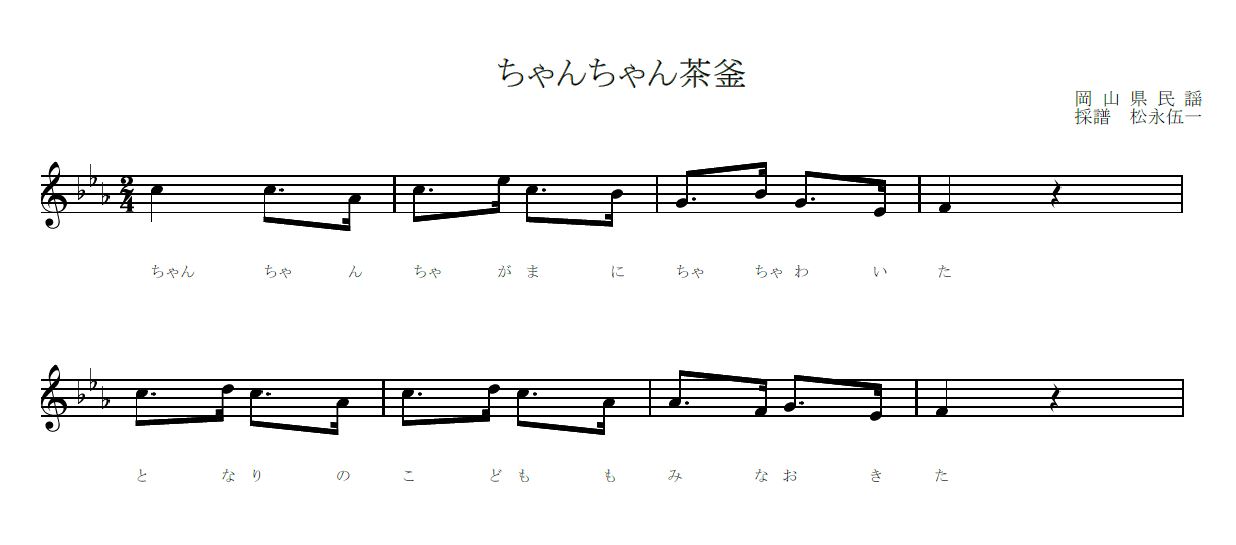 ちゃんちゃん茶釜
岡山県民謡
採譜　松永伍一
2
4
ちゃん ちゃ ん ちゃ が ま に ちゃ ちゃ わ い た
と な り の こ ど も も み な お き た